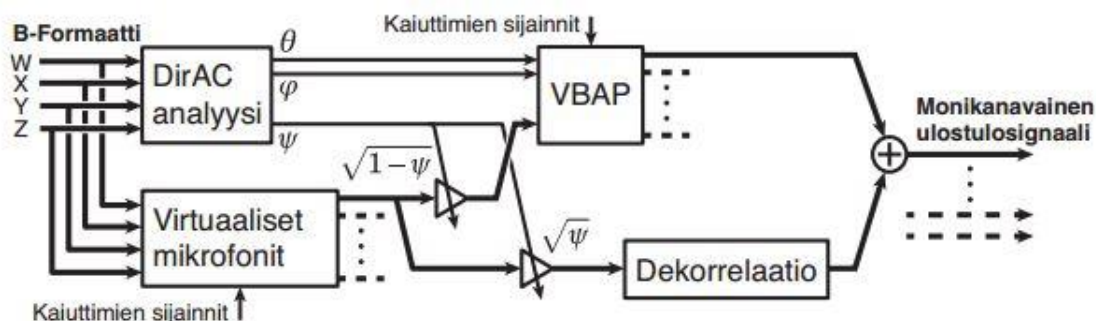 Kaiuttimien sijainnit
B-Formaatti
W
X
Y
Z
DirAC
analyysi
θ
φ
ψ
VBAP
Monikanavainen
ulostulosignaali
√1−ψ
Virtuaaliset
mikrofonit
√ψ
Dekorrelaatio
Kaiuttimien sijainnit